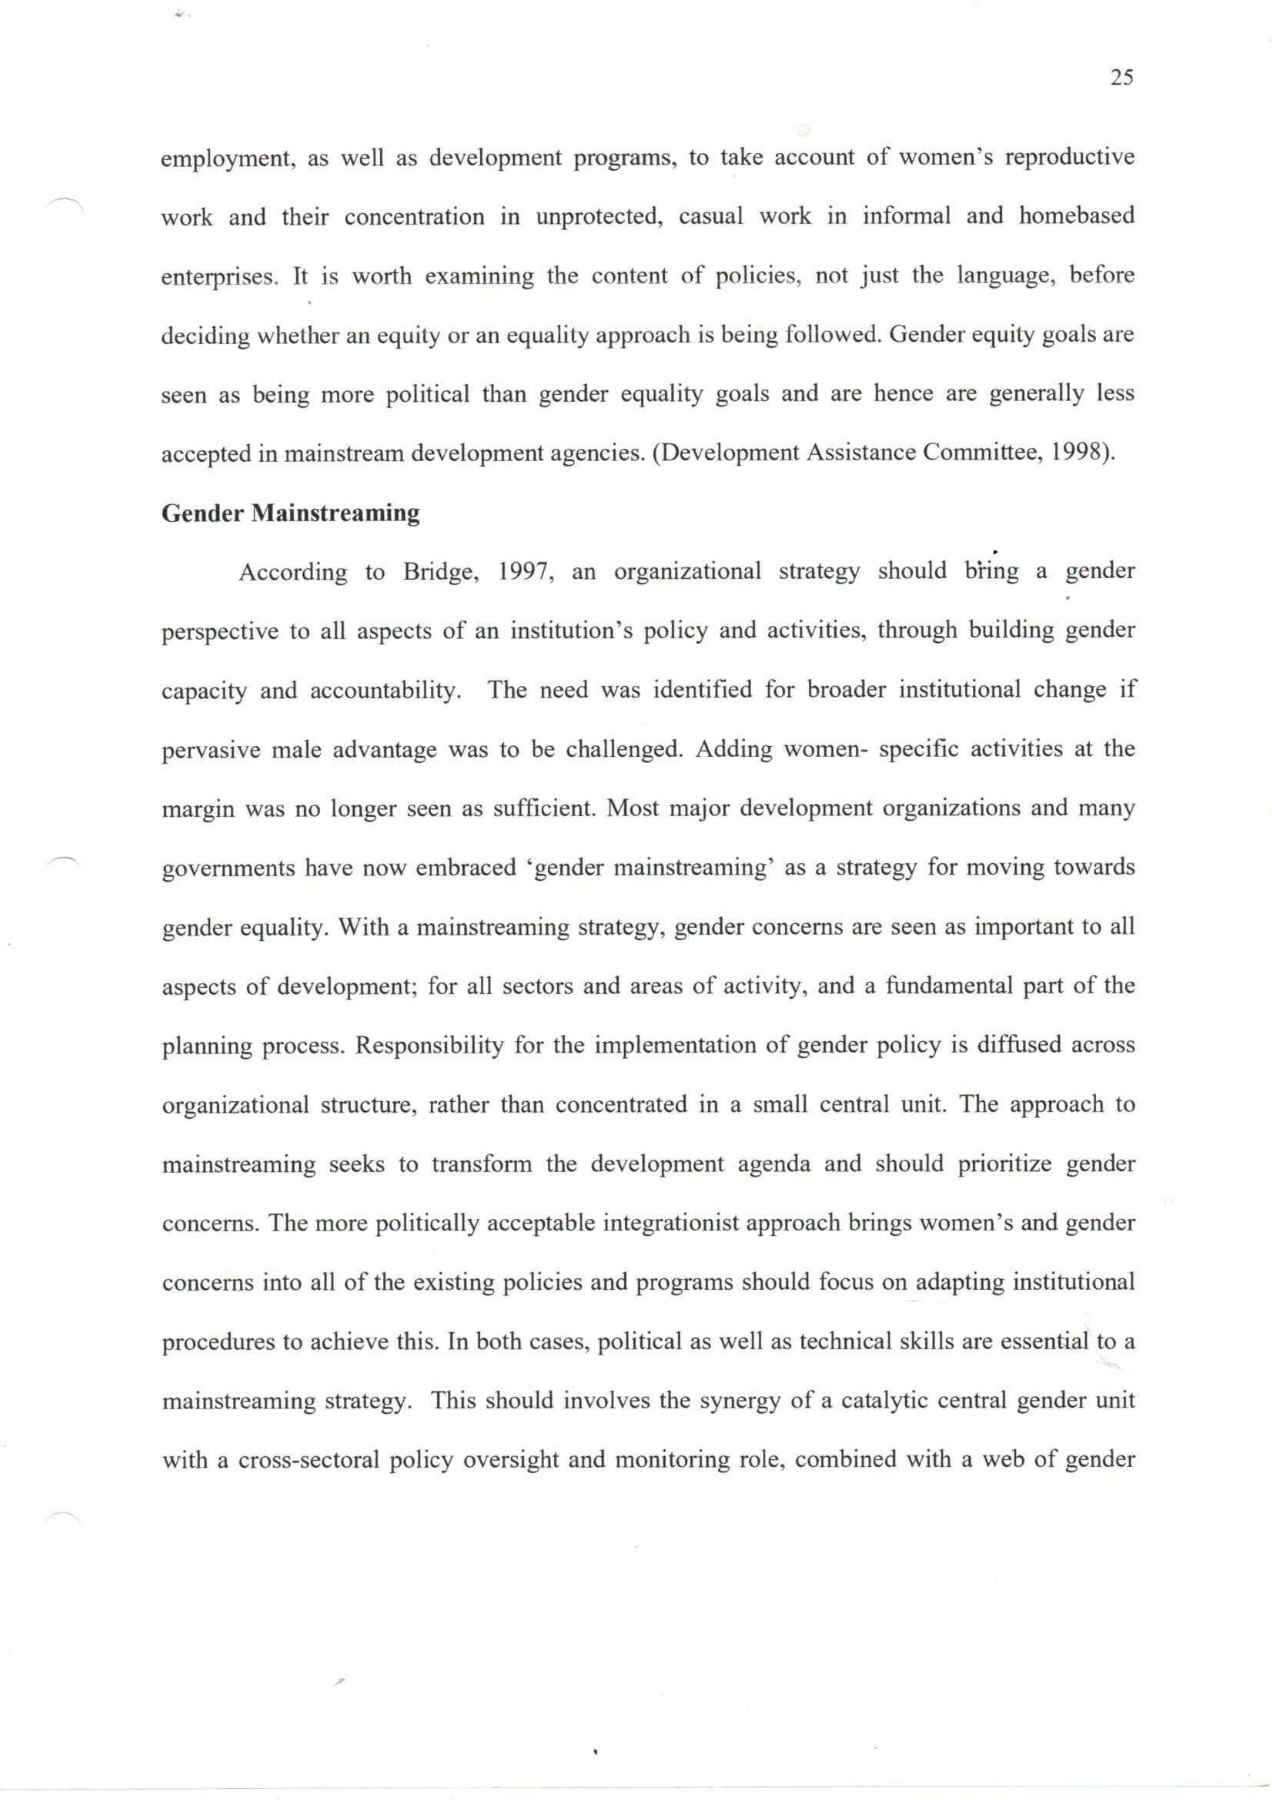 25
employment, as well as development programs, to take account of women’s reproductive
work and their concentration in unprotected, casual work in informal and homebased
enterprises. It is worth examining the content of policies, not just the language, before
deciding whether an equity or an equality approach is being followed. Gender equity goals are
seen as being more political than gender equality goals and are hence are generally less
accepted in mainstream development agencies. (Development Assistance Committee, 1998).
Gender Mainstreaming
According to Bridge, 1997, an organizational strategy should bring a gender
perspective to all aspects of an institution’s policy and activities, through building gender
capacity and accountability.  The need was identified for broader institutional change if
pervasive male advantage was to be challenged. Adding women- specific activities at the
margin was no longer seen as sufficient. Most major development organizations and many
governments have now embraced ‘gender mainstreaming’ as a strategy for moving towards
gender equality. With a mainstreaming strategy, gender concerns are seen as important to all
aspects of development; for all sectors and areas of activity, and a fundamental part of the
planning process. Responsibility for the implementation of gender policy is diffused across
organizational structure, rather than concentrated in a small central unit. The approach to
mainstreaming seeks to transform the development agenda and should prioritize gender
concerns. The more politically acceptable integrationist approach brings women’s and gender
concerns into all of the existing policies and programs should focus on adapting institutional
procedures to achieve this. In both cases, political as well as technical skills are essential to a
mainstreaming strategy.  This should involves the synergy of a catalytic central gender unit
with a cross-sectoral policy oversight and monitoring role, combined with a web of gender